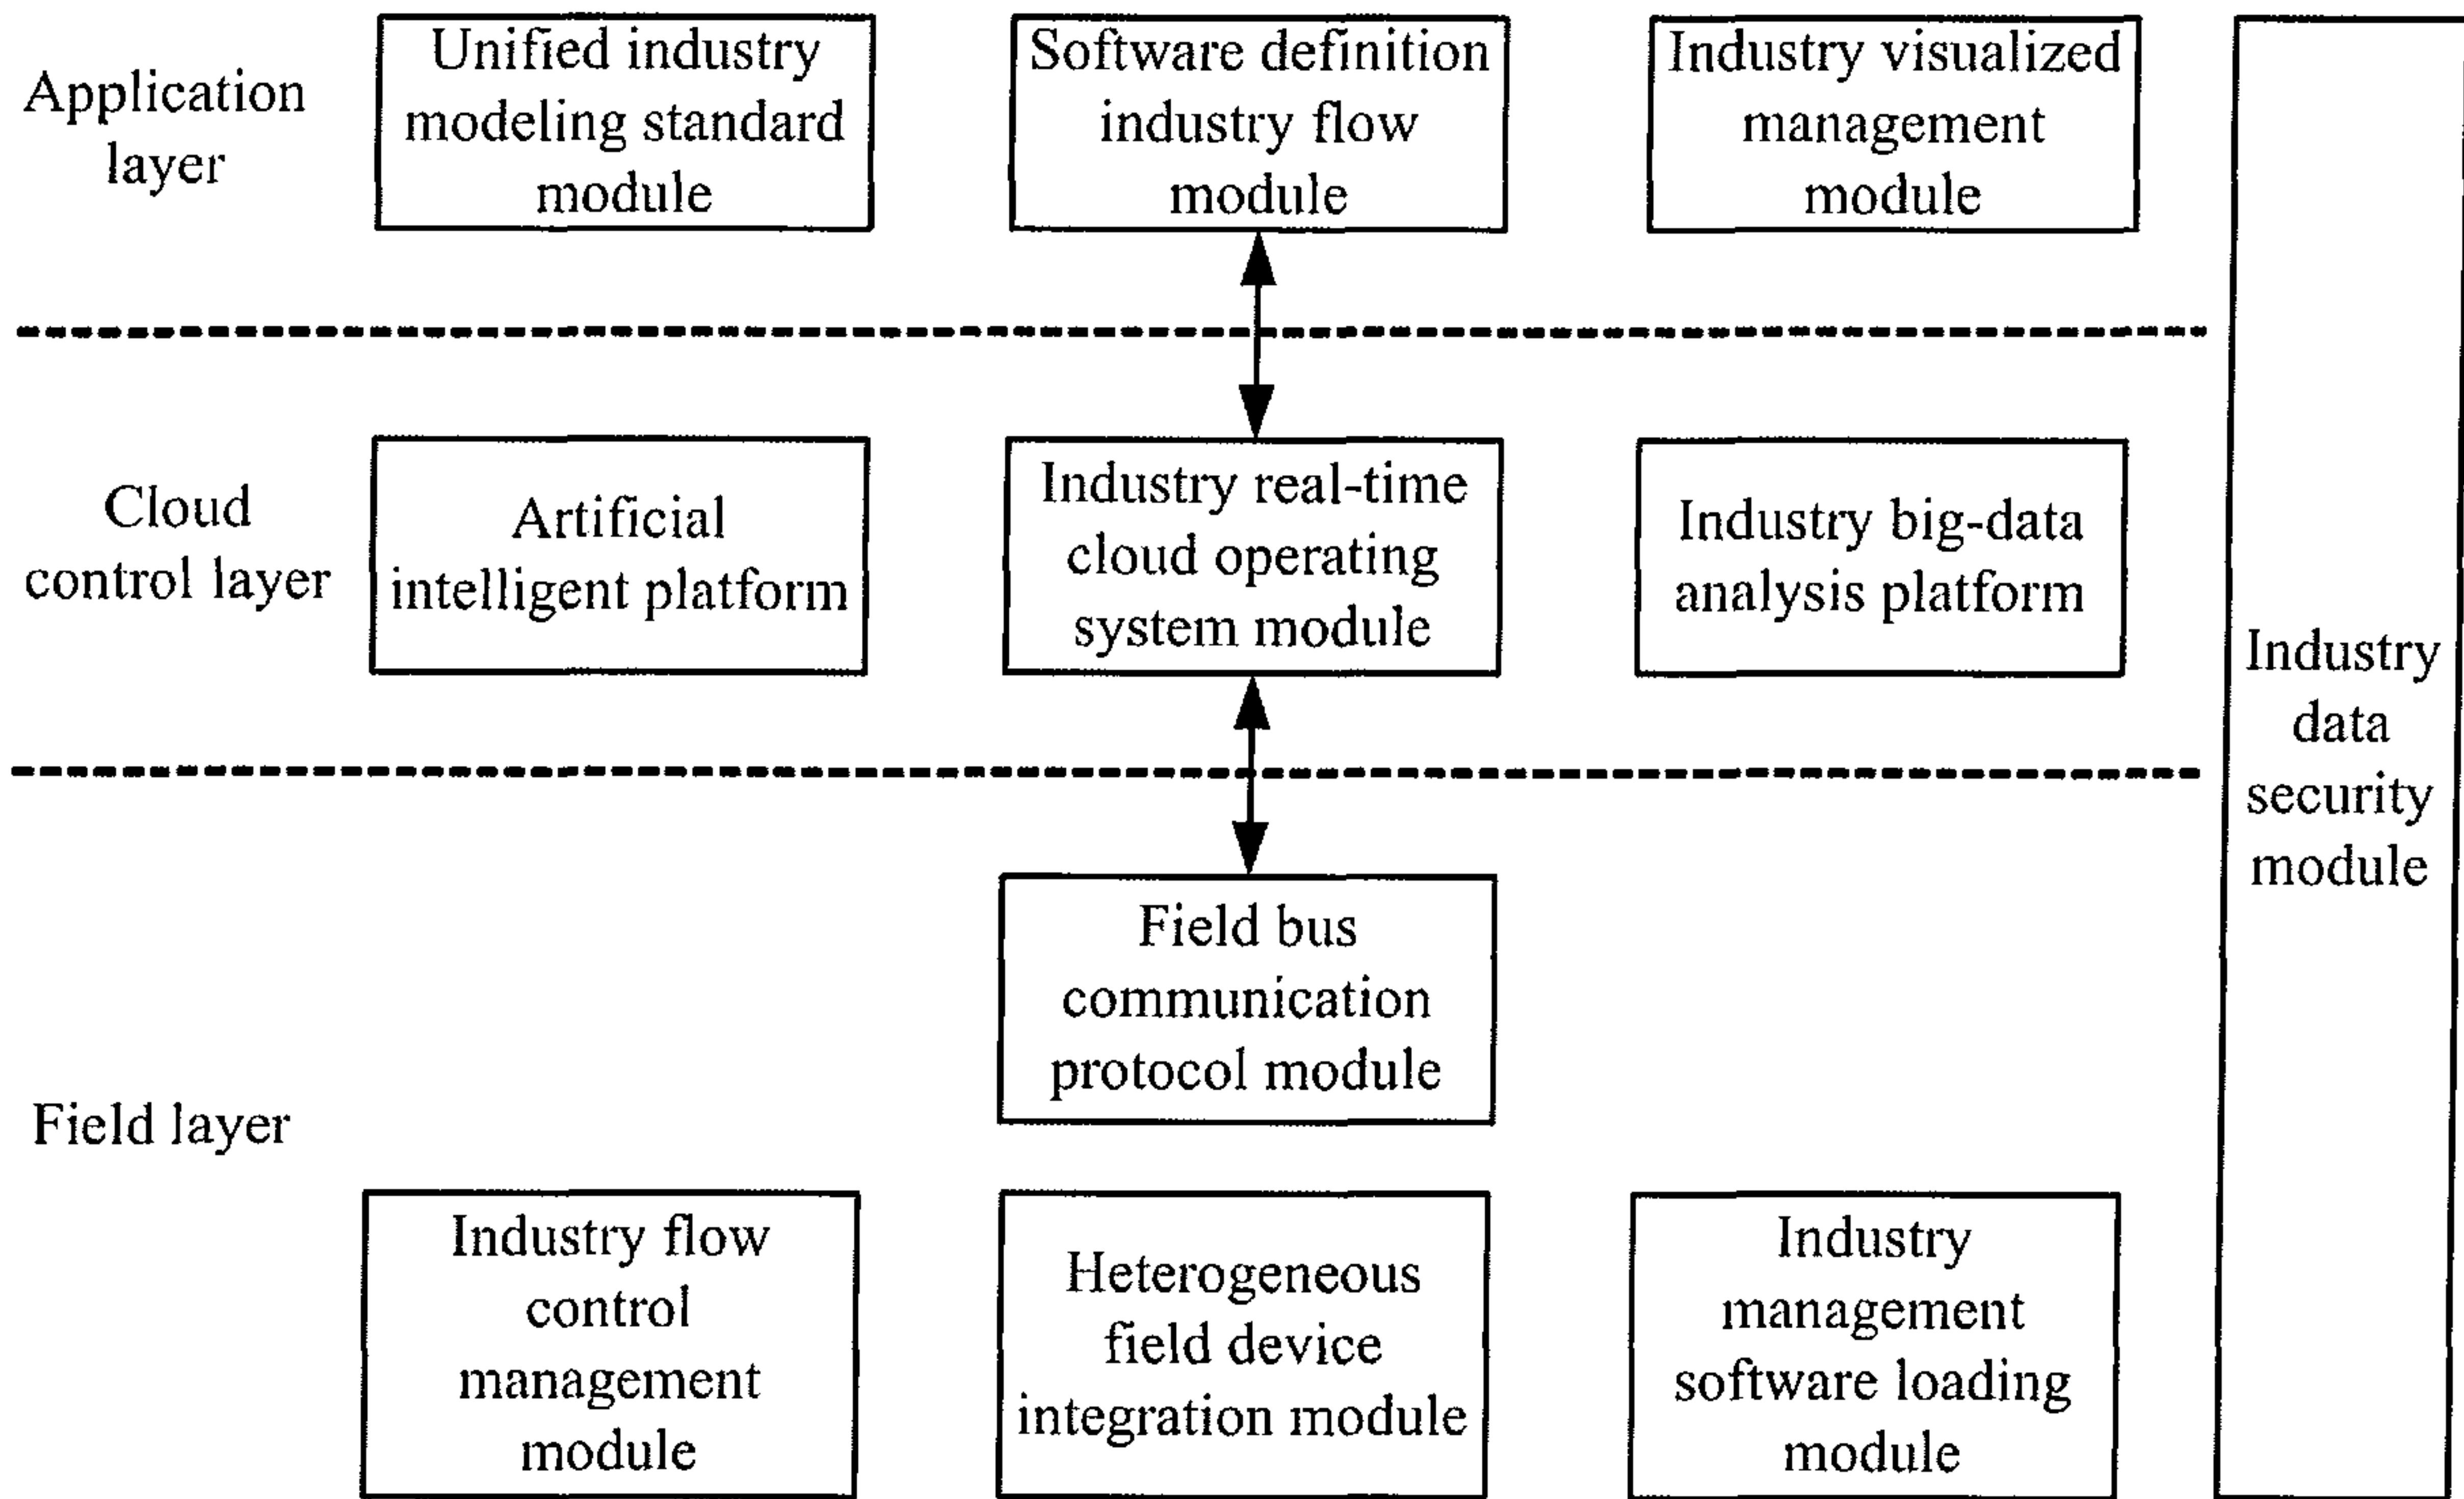 Application
layer
Unified industry
modeling standard
module
Software definition
industry flow
module
Industry visualized
management
module
Cloud
control layer
Artificial
intelligent platform
Industry real-time
cloud operating
system module
Industry big-data
analysis platform
Industry
data
security
module
Field layer
Field bus
communication
protocol module
Industry flow
control
management
module
Heterogeneous
field device
integration module
Industry
management
software loading
module